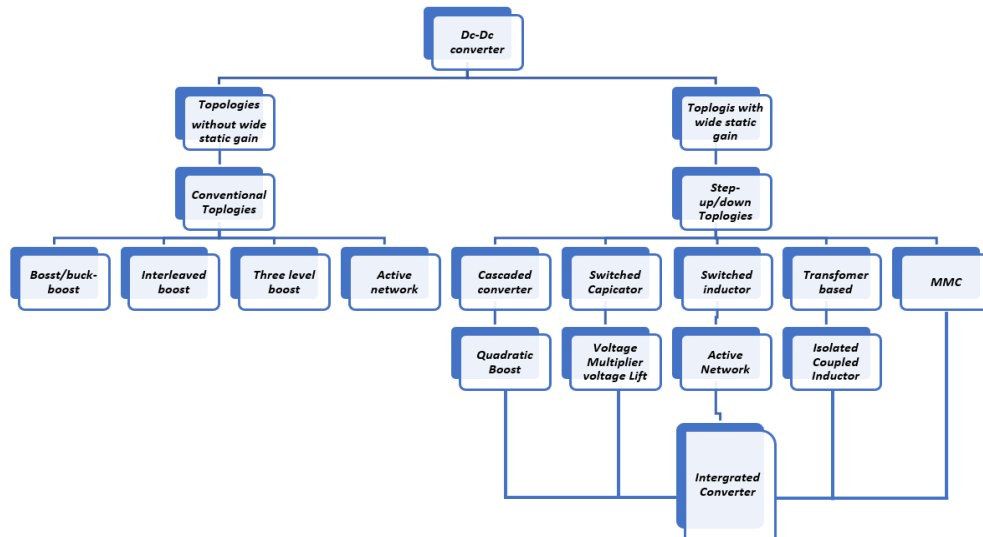 Dc-Dc
converter
Topologies
without wide
static gain
Toplogis with
wide static
gain
Conventional
Toplogies
Step-
up/down
Toplogies
Bosst/buck-
boost
Interleaved
boost
Three level
boost
Active
network
Cascaded
converter
Switched
Capicator
Switched
inductor
Transfomer
based
MMC
Quadratic
Boost
Voltage
Multiplier
voltage Lift
Active
Network
Isolated
Coupled
Inductor
Intergrated
Converter